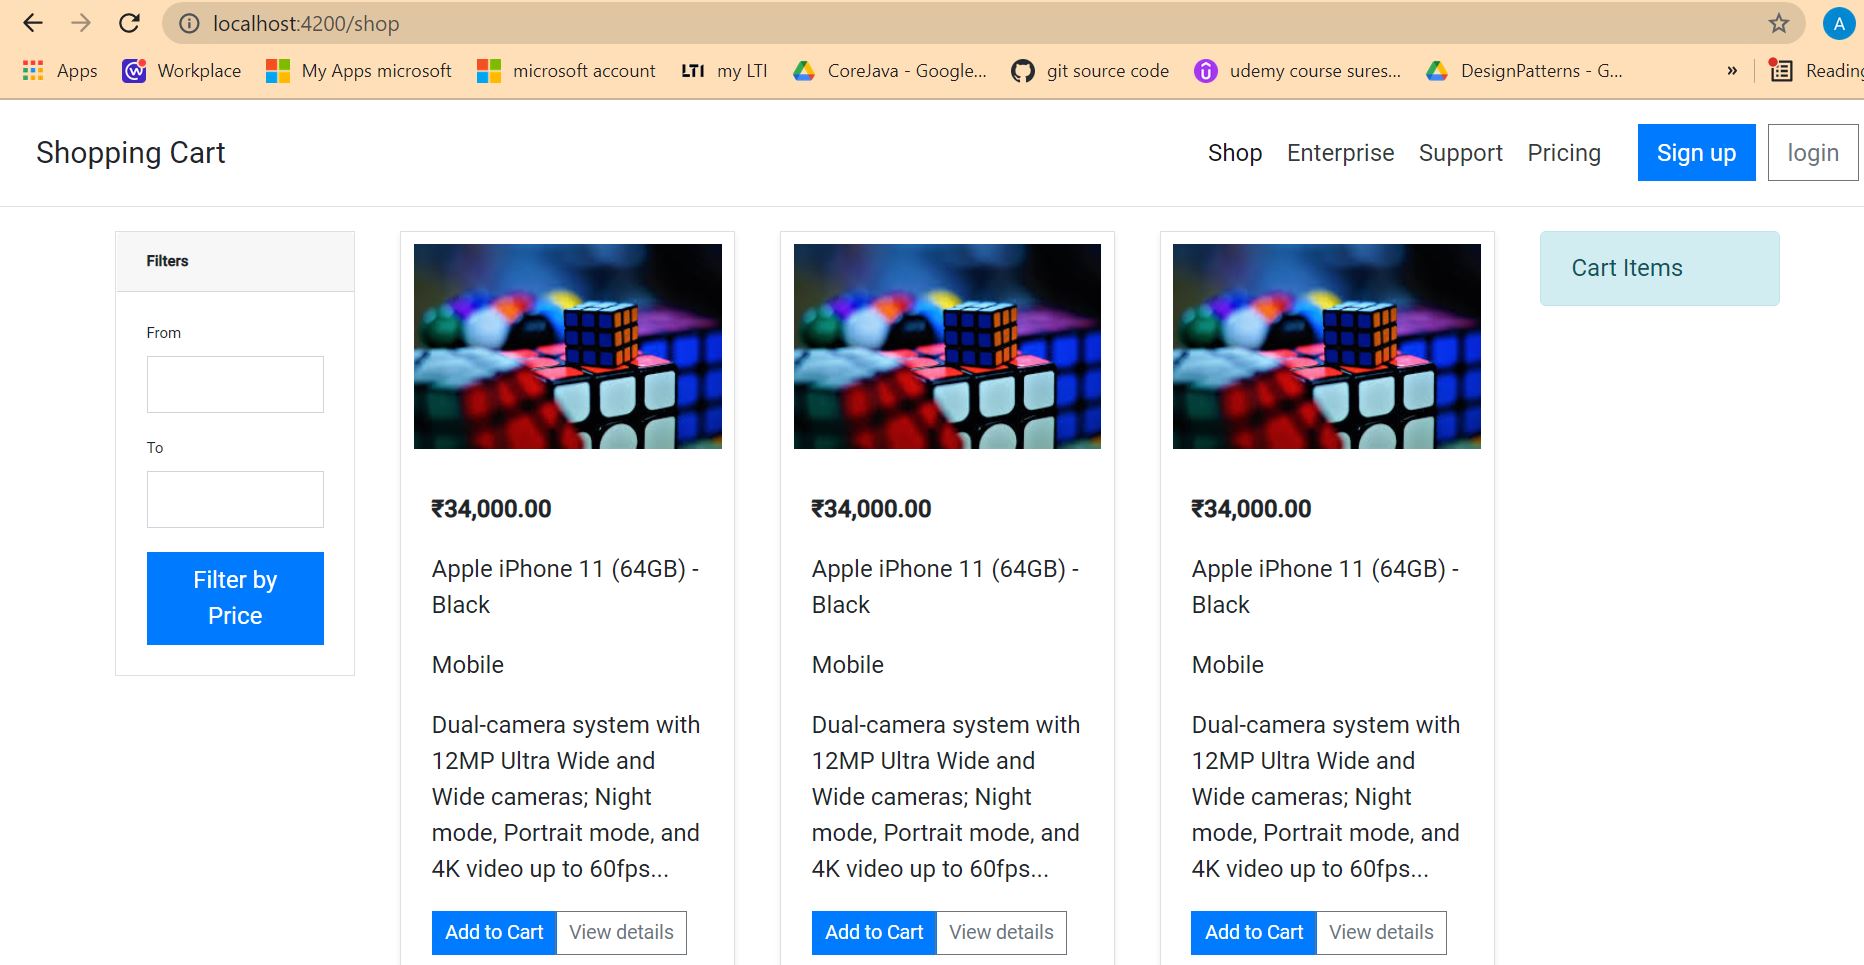 localhost:4200/shop
A
Apps Workplace My Apps microsoft microsoft account LTI my LTI CoreJava - Google... git source code udemy course sures... DesignPatterns - G... » Reading
Shopping Cart
Shop Enterprise Support Pricing Sign up login
Filters
From
To
Filter by
Price
₹34,000.00
Apple iPhone 11 (64GB) -
Black
Mobile
Dual-camera system with
12MP Ultra Wide and
Wide cameras; Night
mode, Portrait mode, and
4K video up to 60fps...
Add to Cart View details
₹34,000.00
Apple iPhone 11 (64GB) -
Black
Mobile
Dual-camera system with
12MP Ultra Wide and
Wide cameras; Night
mode, Portrait mode, and
4K video up to 60fps...
Add to Cart View details
₹34,000.00
Apple iPhone 11 (64GB) -
Black
Mobile
Dual-camera system with
12MP Ultra Wide and
Wide cameras; Night
mode, Portrait mode, and
4K video up to 60fps...
Add to Cart View details
Cart Items